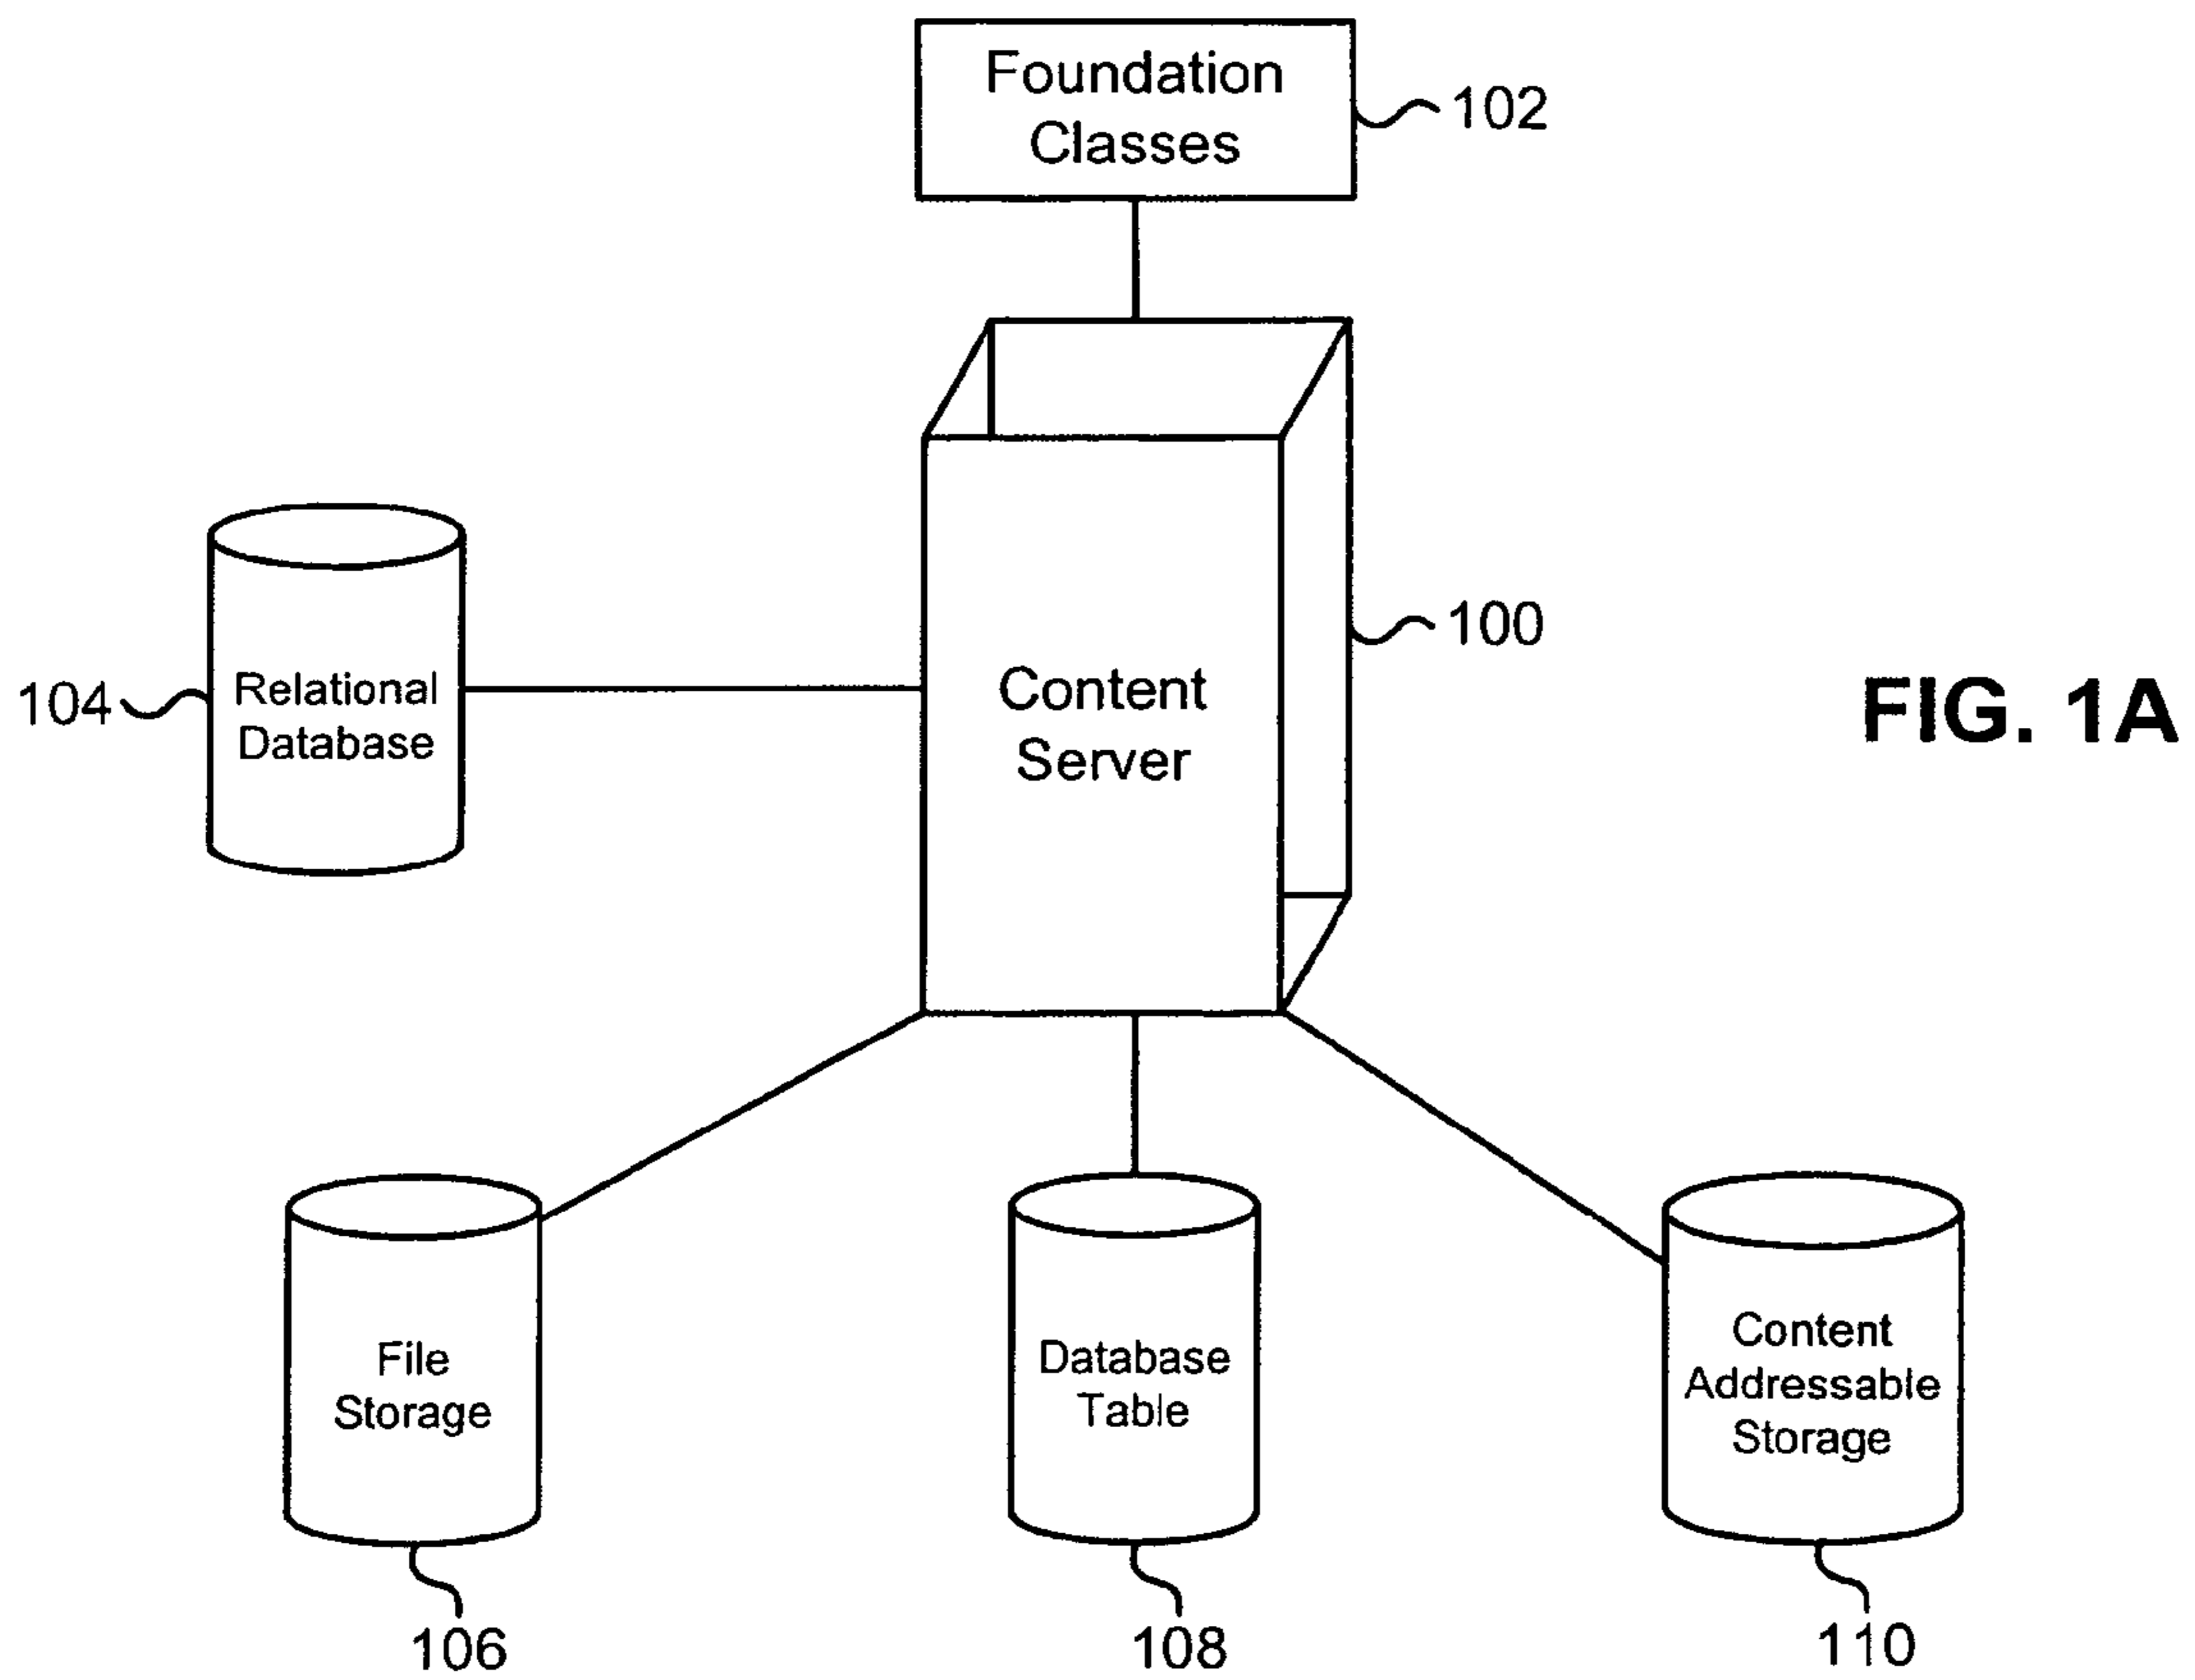 Foundation
Classes
102
100
104
Relational
Database
Content
Server
FIG. 1A
File
Storage
Database
Table
Content
Addressable
Storage
106
108
110